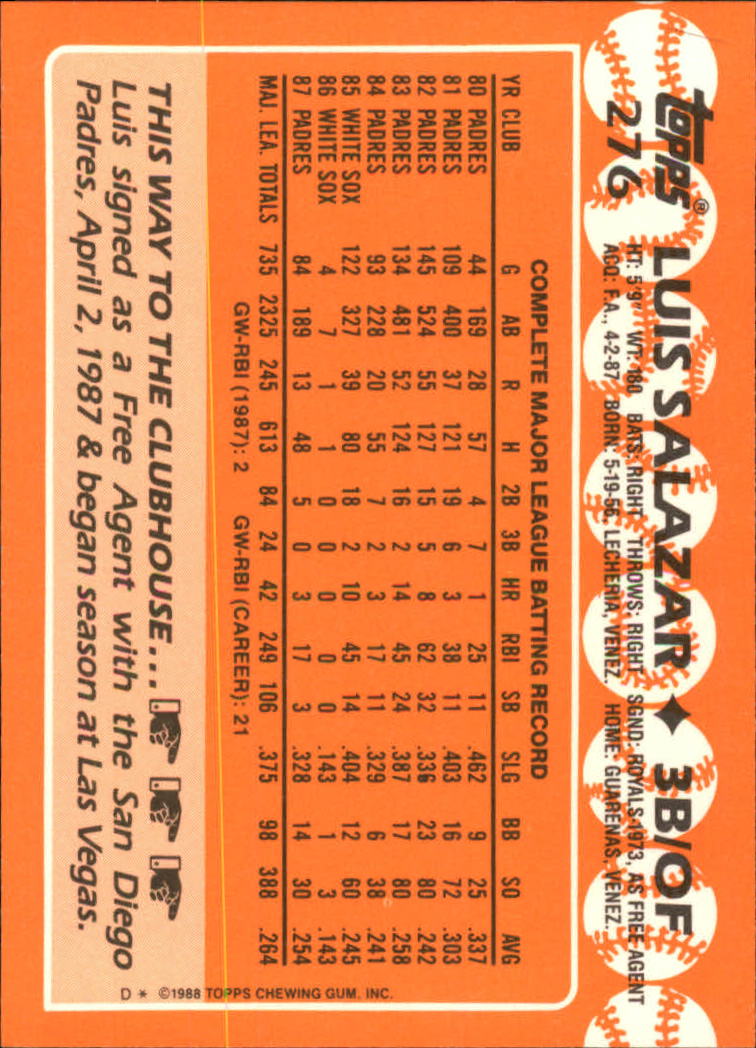 topps®
276 LUIS SALAZAR ♦ 3B/OF
HT: 5'9" WT: 180 BATS: RIGHT THROWS: RIGHT SGND: ROYALS-1973, AS FREE AGENT
ACQ: F.A., 4-2-87 BORN: 5-19-56, LECHERIA, VENEZ. HOME: GUARENAS, VENEZ.
COMPLETE MAJOR LEAGUE BATTING RECORD
YR CLUB G AB R H 2B 3B HR RBI SB SLG BB SO AVG
80 PADRES 44 169 28 57 4 7 1 25 11 .462 9 25 .337
81 PADRES 109 400 37 121 19 6 3 38 11 .403 16 72 .303
82 PADRES 145 524 55 127 15 5 8 62 32 .336 23 80 .242
83 PADRES 134 481 52 124 16 2 14 45 24 .387 17 80 .258
84 PADRES 93 228 20 55 7 2 3 17 11 .329 6 38 .241
85 WHITE SOX 122 327 39 80 18 2 10 45 14 .404 12 60 .245
86 WHITE SOX 4 7 1 1 0 0 0 0 0 .143 1 3 .143
87 PADRES 84 189 13 48 5 0 3 17 3 .328 14 30 .254
MAJ. LEA. TOTALS 735 2325 245 613 84 24 42 249 106 .375 98 388 .264
GW-RBI (1987): 2 GW-RBI (CAREER): 21
THIS WAY TO THE CLUBHOUSE...
Luis signed as a Free Agent with the San Diego
Padres, April 2, 1987 & began season at Las Vegas.
D * ©1988 TOPPS CHEWING GUM, INC.